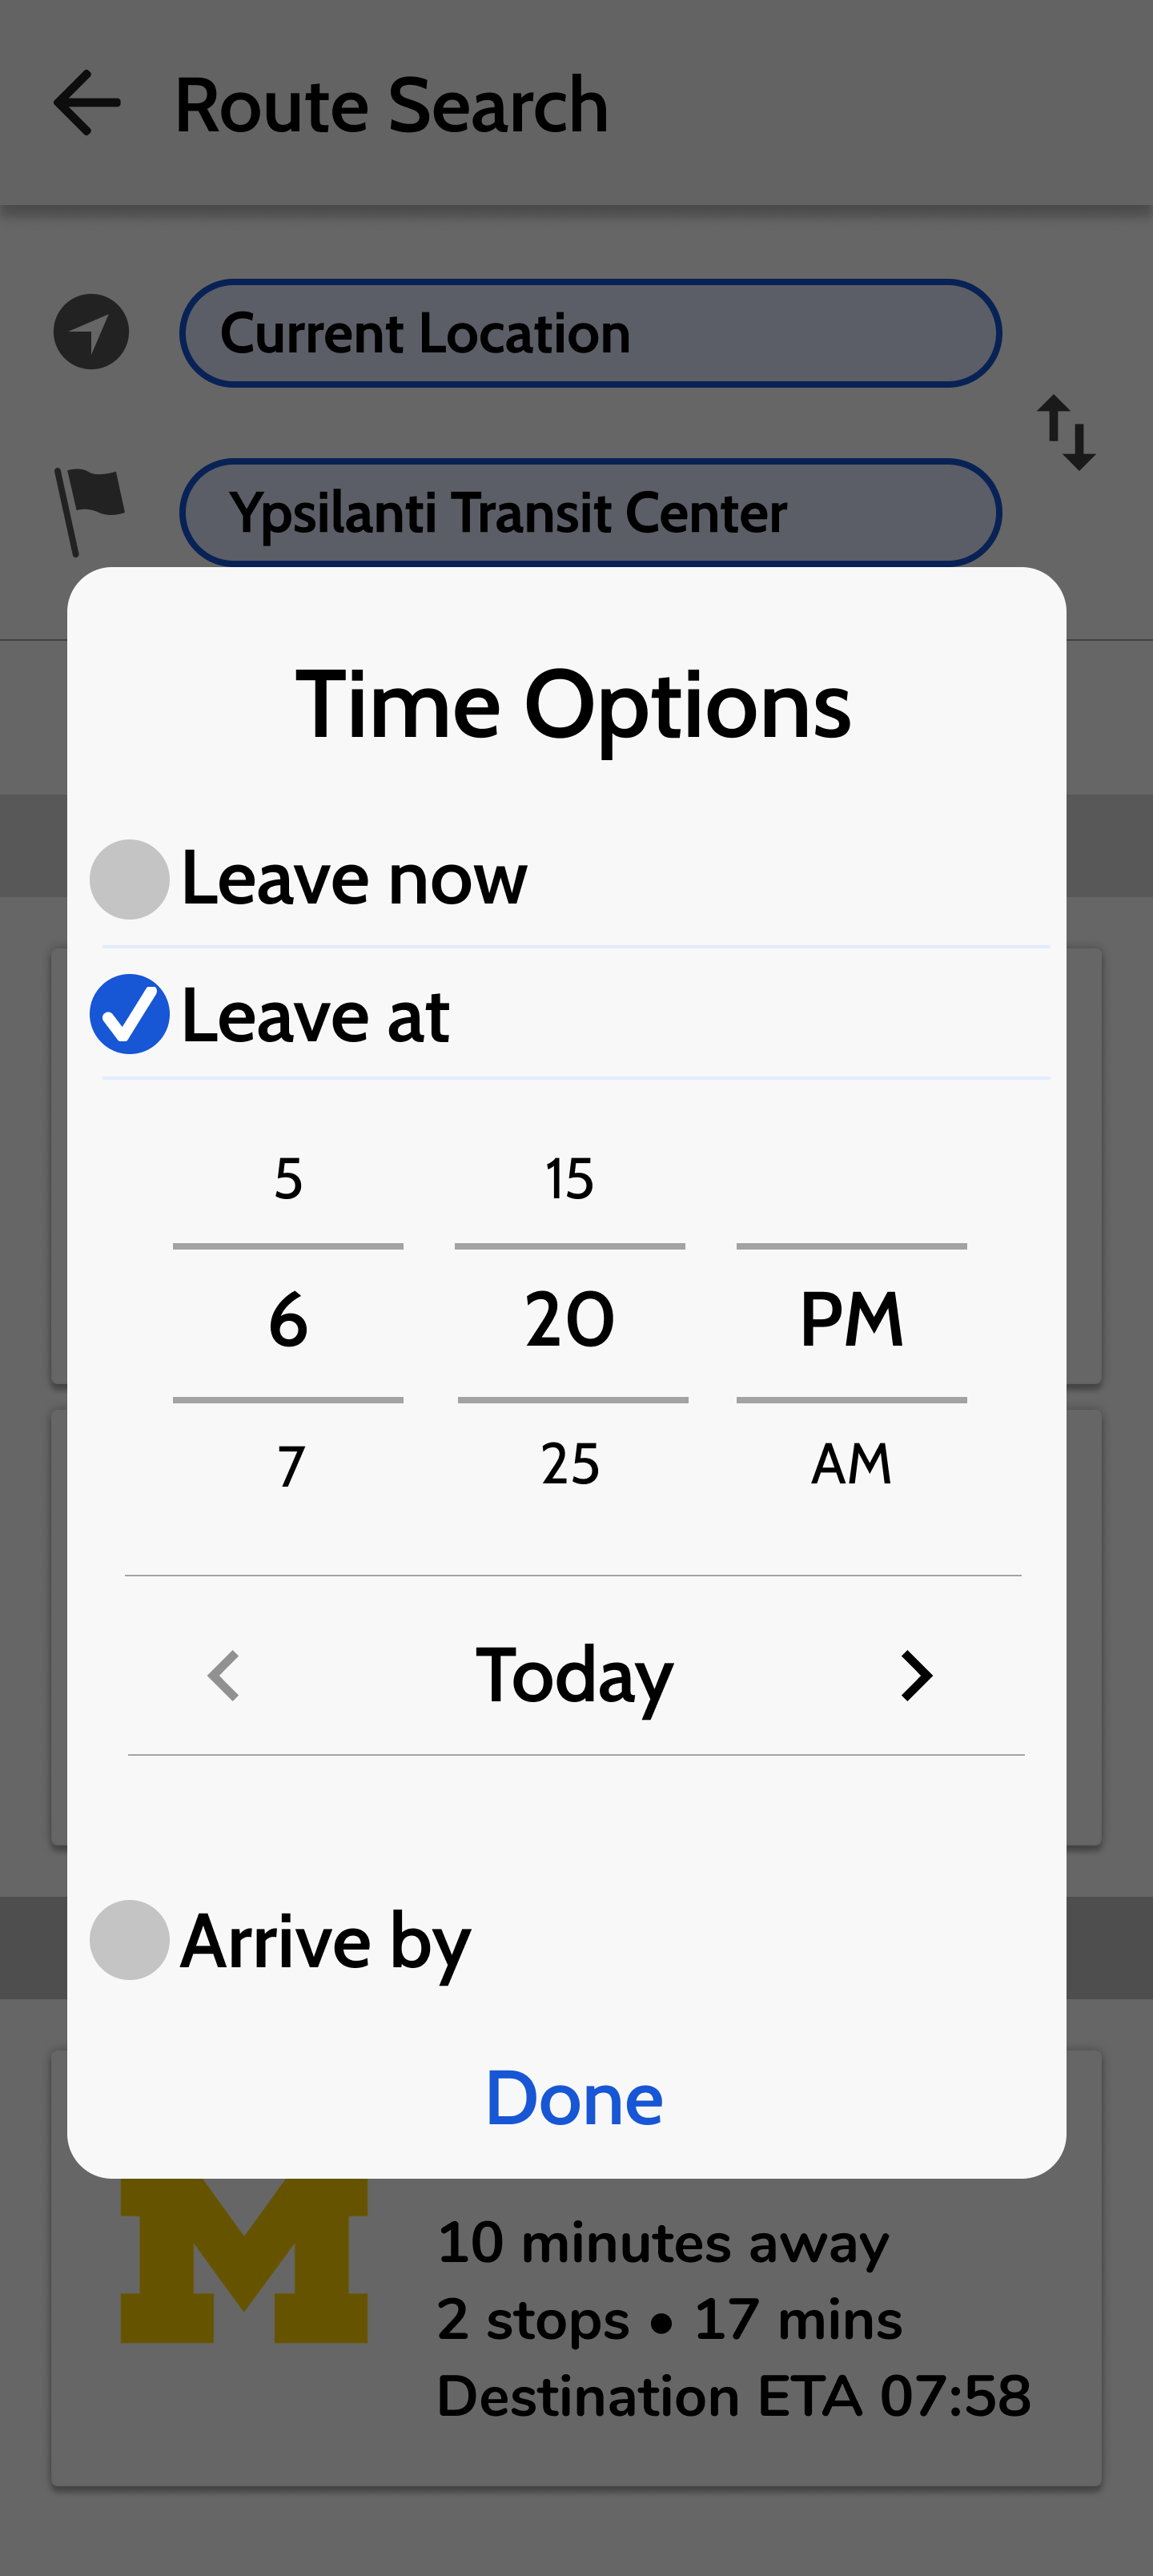 Route Search
Current Location
Ypsilanti Transit Center
Time Options
Leave now
Leave at
5 15
6 20 PM
7 25 AM
Today
Arrive by
Done
M
10 minutes away
2 stops • 17 mins
Destination ETA 07:58